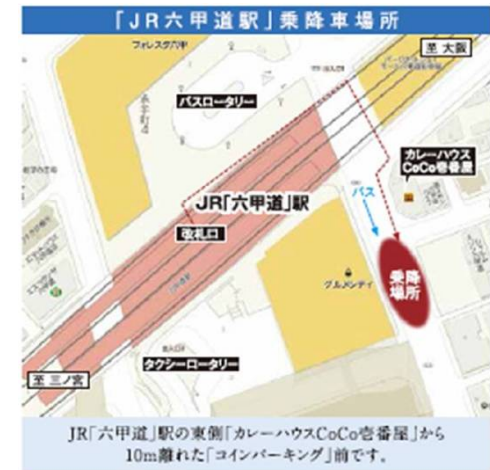 「JR六甲道駅」乗降車場所
フォレスタ六甲
至 大阪
バスロータリー
カレーハウス
CoCo壱番屋
JR「六甲道」駅
バス
改札口
乗降
場所
グルメシティ
タクシーロータリー
至 三ノ宮
JR「六甲道」駅の東側「カレーハウスCoCo壱番屋」から
10m離れた「コインパーキング」前です。